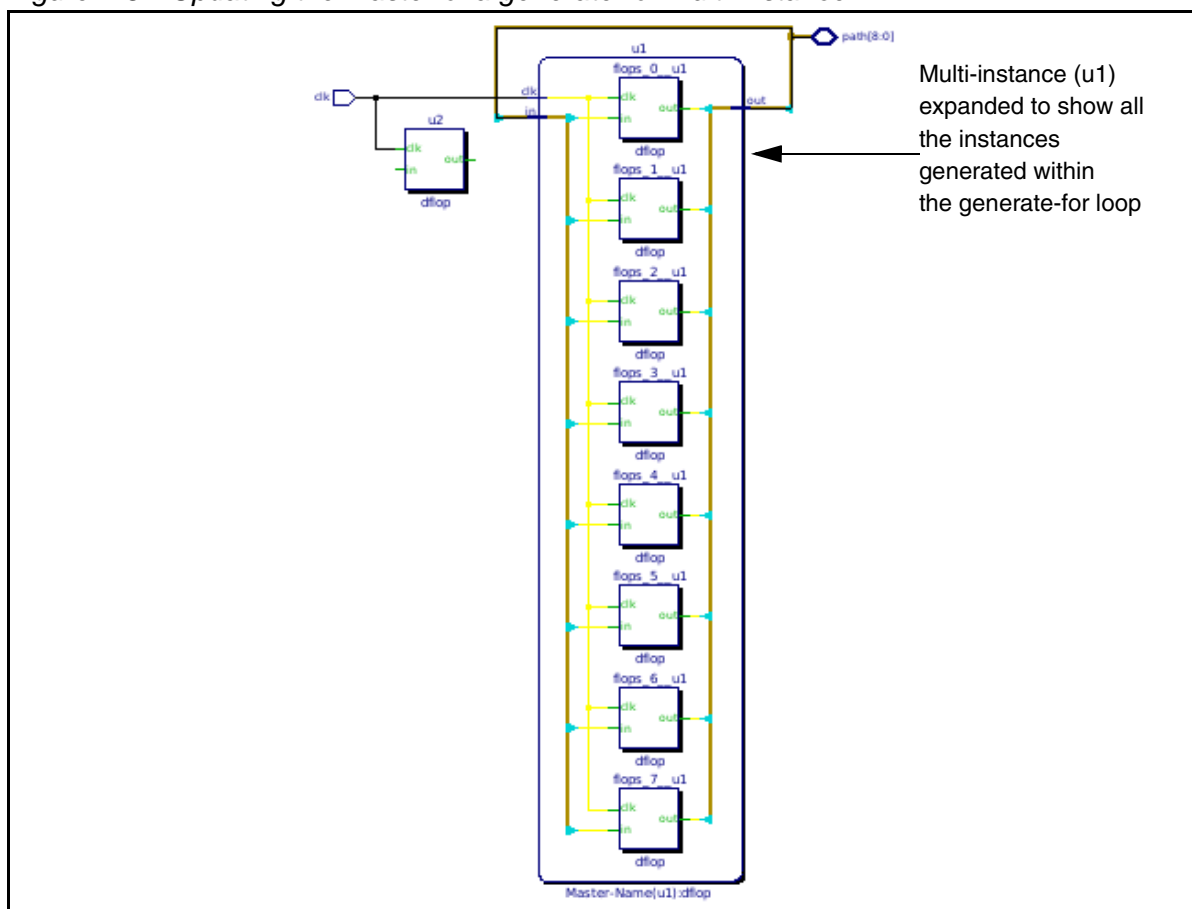 u1
path[8:0]
clk
clk
in
out
flops_0__u1
clk
in
out
dflop
u2
clk
in
out
dflop
flops_1__u1
clk
in
out
dflop
flops_2__u1
clk
in
out
dflop
flops_3__u1
clk
in
out
dflop
flops_4__u1
clk
in
out
dflop
flops_5__u1
clk
in
out
dflop
flops_6__u1
clk
in
out
dflop
flops_7__u1
clk
in
out
dflop
Master-Name(u1):dflop
Multi-instance (u1)
expanded to show all
the instances
generated within
the generate-for loop